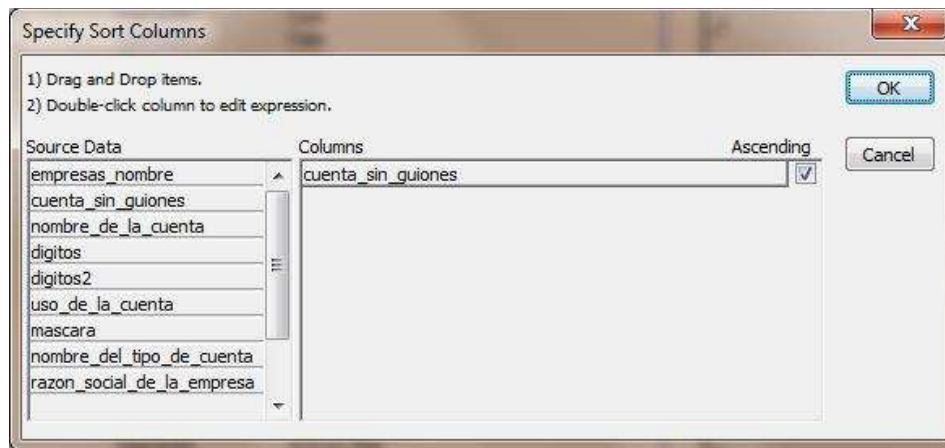 Specify Sort Columns
1) Drag and Drop items.
2) Double-click column to edit expression.
OK
Cancel
Source Data
empresas_nombre
cuenta_sin_guiones
nombre_de_la_cuenta
digitos
digitos2
uso_de_la_cuenta
mascara
nombre_del_tipo_de_cuenta
razon_social_de_la_empresa
Columns
Ascending
cuenta_sin_guiones